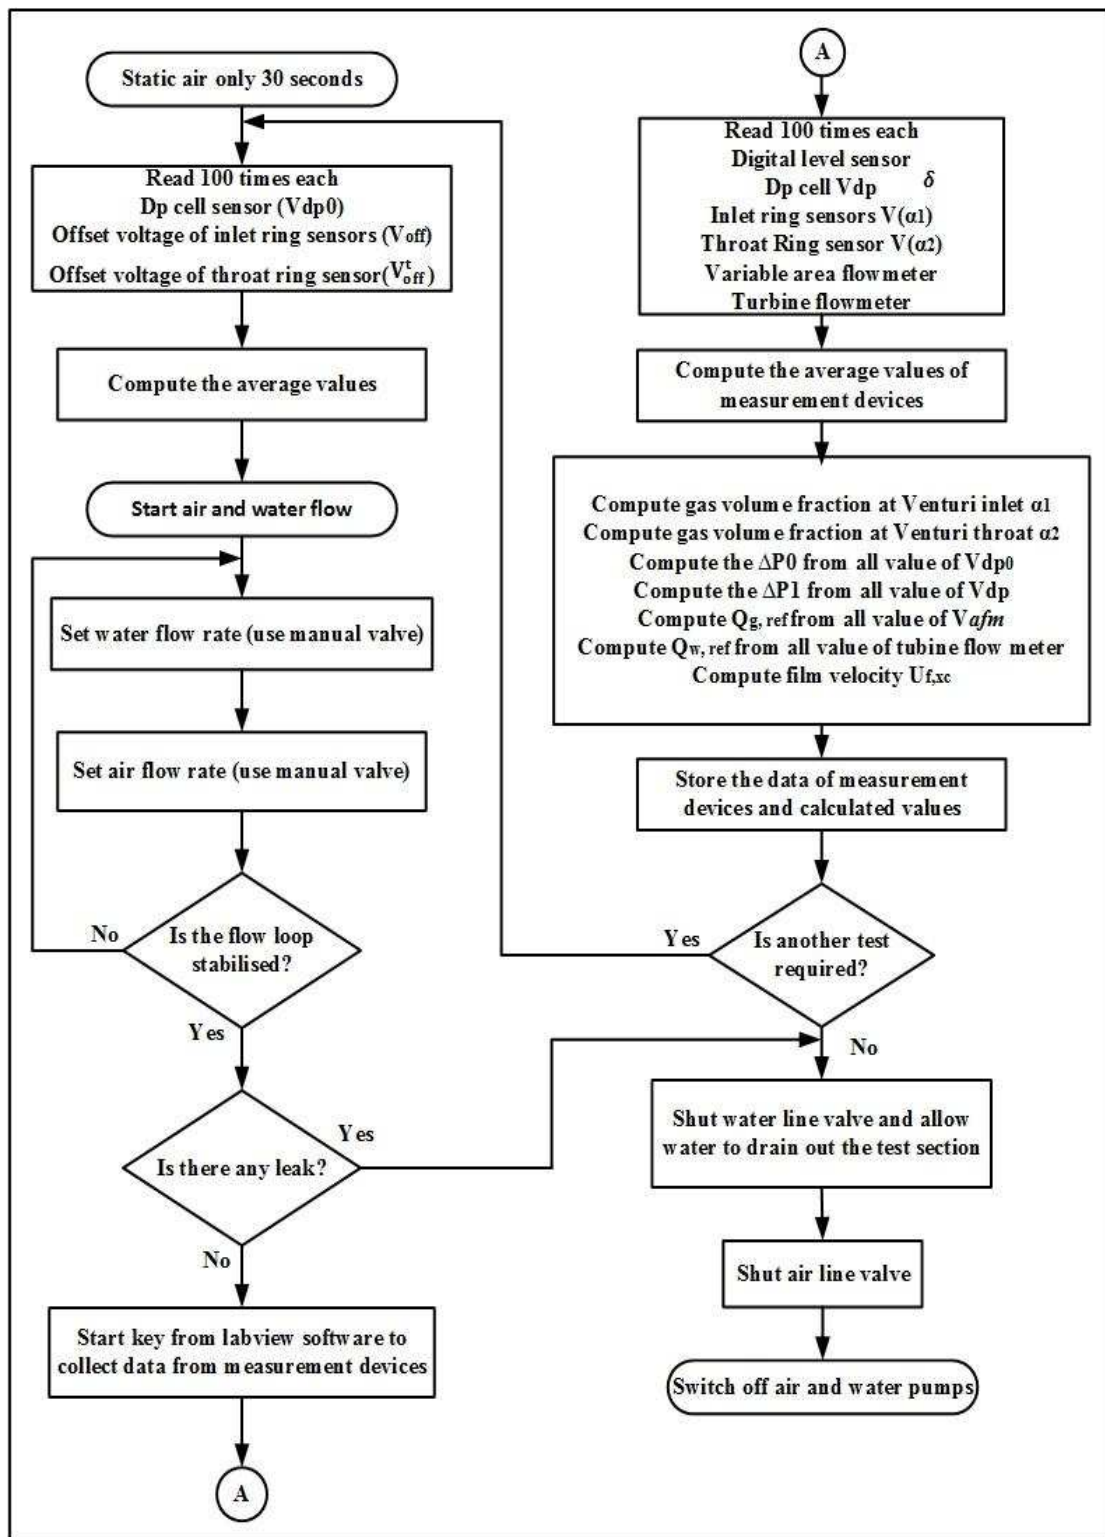 Static air only 30 seconds
Read 100 times each
Dp cell sensor (Vdp0)
Offset voltage of inlet ring sensors (Voff)
Offset voltage of throat ring sensor(V^t_off)
Compute the average values
Start air and water flow
Set water flow rate (use manual valve)
Set air flow rate (use manual valve)
No
Is the flow loop
stabilised?
Yes
Yes
Is there any leak?
No
Start key from labview software to
collect data from measurement devices
A
A
Read 100 times each
Digital level sensor
Dp cell Vdp δ
Inlet ring sensors V(α1)
Throat Ring sensor V(α2)
Variable area flowmeter
Turbine flowmeter
Compute the average values of
measurement devices
Compute gas volume fraction at Venturi inlet α1
Compute gas volume fraction at Venturi throat α2
Compute the ΔP0 from all value of Vdp0
Compute the ΔP1 from all value of Vdp
Compute Qg, ref from all value of Vafm
Compute Qw, ref from all value of tubine flow meter
Compute film velocity Uf,xc
Store the data of measurement
devices and calculated values
Yes
Is another test
required?
No
Shut water line valve and allow
water to drain out the test section
Shut air line valve
Switch off air and water pumps